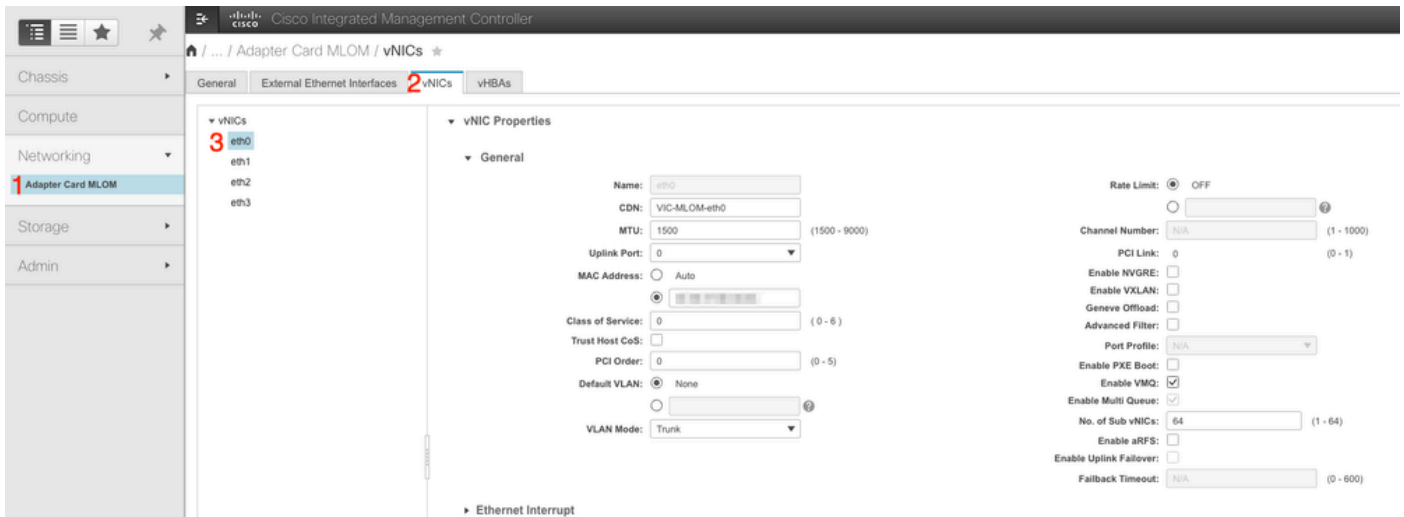 cisco Cisco Integrated Management Controller
/ ... / Adapter Card MLOM / vNICs
Chassis
Compute
Networking
1 Adapter Card MLOM
Storage
Admin
General External Ethernet Interfaces 2 vNICs vHBAs
vNICs
3 eth0
eth1
eth2
eth3
vNIC Properties
General
Name: eth0
CDN: VIC-MLOM-eth0
MTU: 1500 (1500 - 9000)
Uplink Port: 0
MAC Address: Auto
Class of Service: 0 (0 - 6)
Trust Host CoS:
PCI Order: 0 (0 - 5)
Default VLAN: None
?
VLAN Mode: Trunk
Rate Limit: OFF
?
Channel Number: N/A (1 - 1000)
PCI Link: 0 (0 - 1)
Enable NVGRE:
Enable VXLAN:
Geneve Offload:
Advanced Filter:
Port Profile: N/A
Enable PXE Boot:
Enable VMQ:
Enable Multi Queue:
No. of Sub vNICs: 64 (1 - 64)
Enable aRFS:
Enable Uplink Failover:
Failback Timeout: N/A (0 - 600)
Ethernet Interrupt